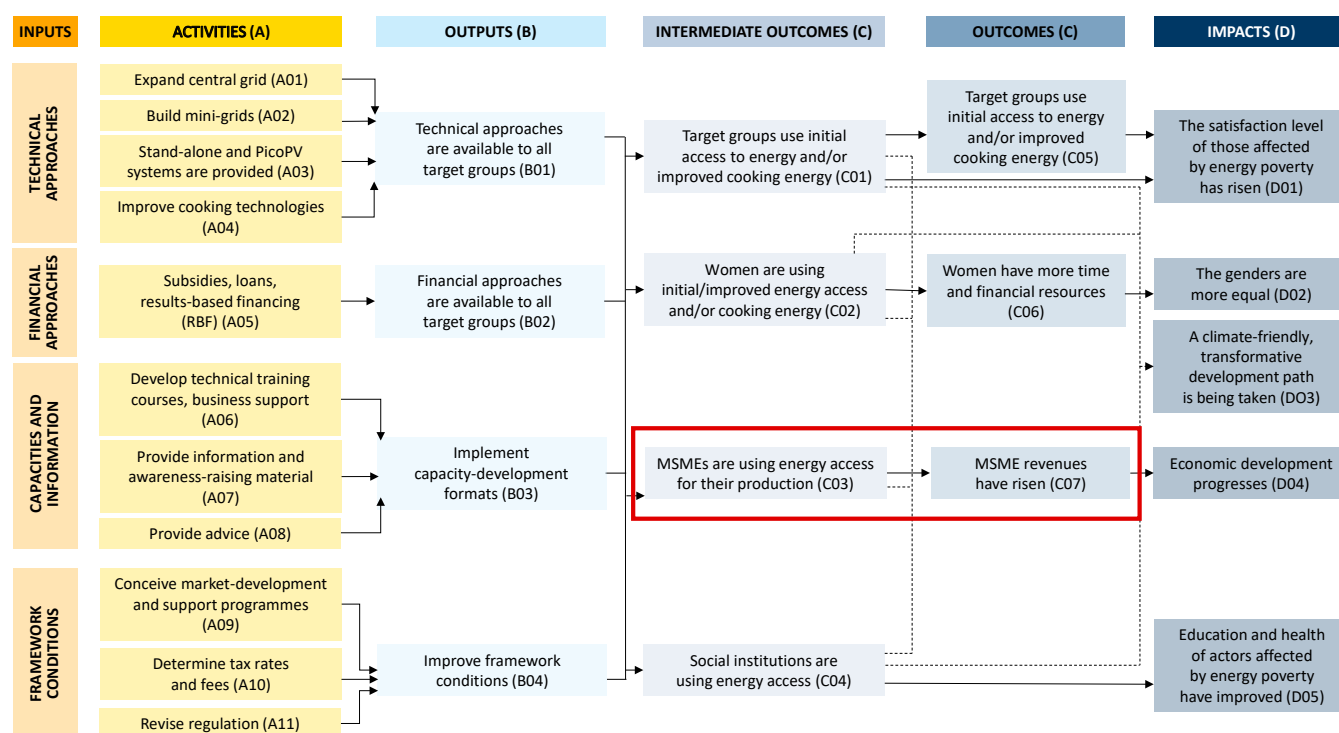 INPUTS
ACTIVITIES (A)
OUTPUTS (B)
INTERMEDIATE OUTCOMES (C)
OUTCOMES (C)
IMPACTS (D)
TECHNICAL
APPROACHES
Expand central grid (A01)
Build mini-grids (A02)
Stand-alone and PicoPV
systems are provided (A03)
Improve cooking technologies
(A04)
Technical approaches
are available to all
target groups (B01)
Target groups use initial
access to energy and/or
improved cooking energy (C01)
Target groups use
initial access to energy
and/or improved
cooking energy (C05)
The satisfaction level
of those affected
by energy poverty
has risen (D01)
FINANCIAL
APPROACHES
Subsidies, loans,
results-based financing
(RBF) (A05)
Financial approaches
are available to all
target groups (B02)
Women are using
initial/improved energy access
and/or cooking energy (C02)
Women have more time
and financial resources
(C06)
The genders are
more equal (D02)
A climate-friendly,
transformative
development path
is being taken (DO3)
CAPACITIES AND
INFORMATION
Develop technical training
courses, business support
(A06)
Provide information and
awareness-raising material
(A07)
Provide advice (A08)
Implement
capacity-development
formats (B03)
MSMEs are using energy access
for their production (C03)
MSME revenues
have risen (C07)
Economic development
progresses (D04)
FRAMEWORK
CONDITIONS
Conceive market-development
and support programmes
(A09)
Determine tax rates
and fees (A10)
Revise regulation (A11)
Improve framework
conditions (B04)
Social institutions are
using energy access (C04)
Education and health
of actors affected
by energy poverty
have improved (D05)